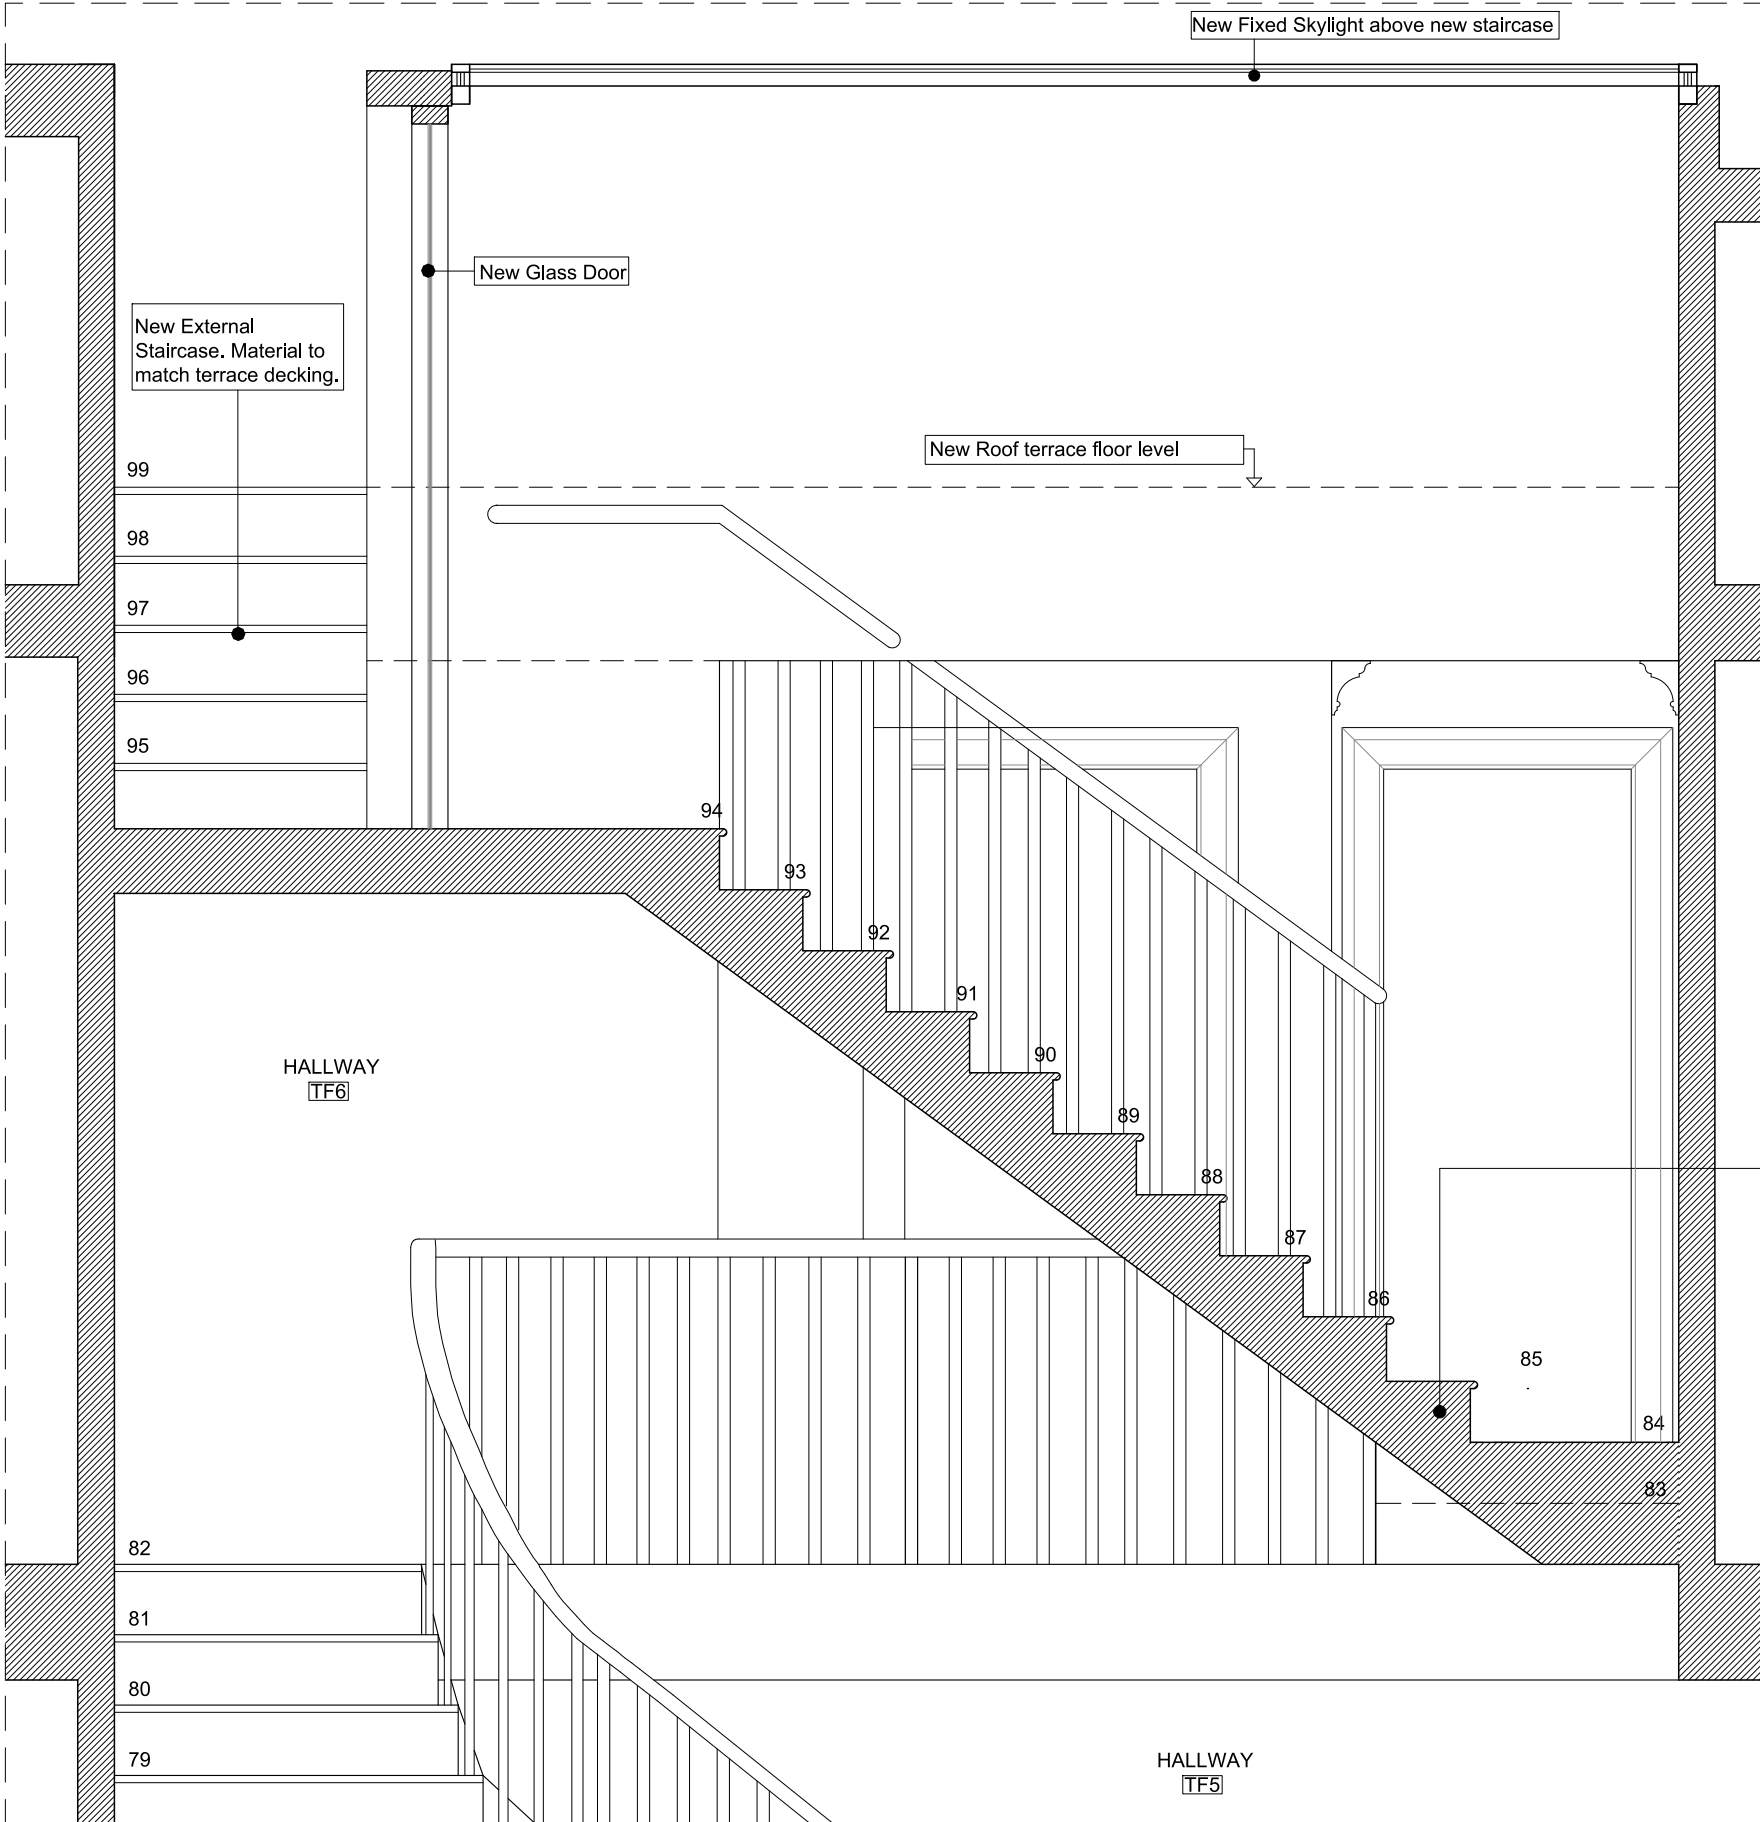 New Fixed Skylight above new staircase
New Glass Door
New External
Staircase. Material to
match terrace decking.
New Roof terrace floor level
99
98
97
96
95
94
93
92
91
90
89
88
87
86
85
84
83
HALLWAY
TF6
82
81
80
79
HALLWAY
TF5